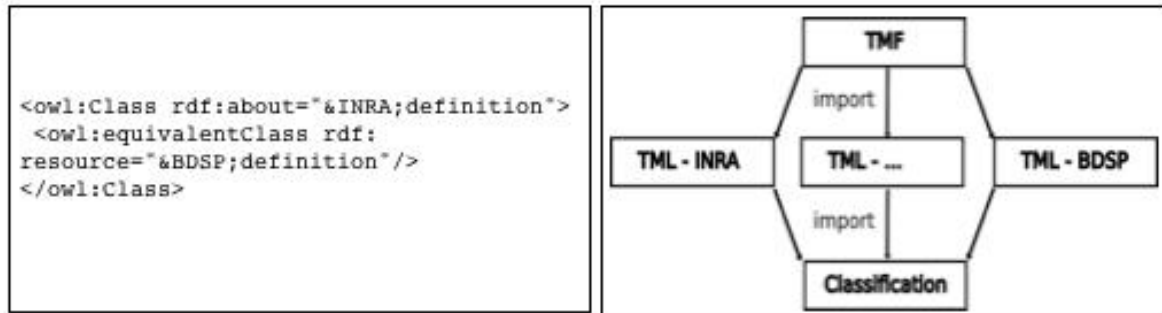 <owl:Class rdf:about="&INRA;definition">
<owl:equivalentClass rdf:
resource="&BDSP;definition"/>
</owl:Class>
TMF
import
TML - INRA
TML - ...
TML - BDSP
import
Classification